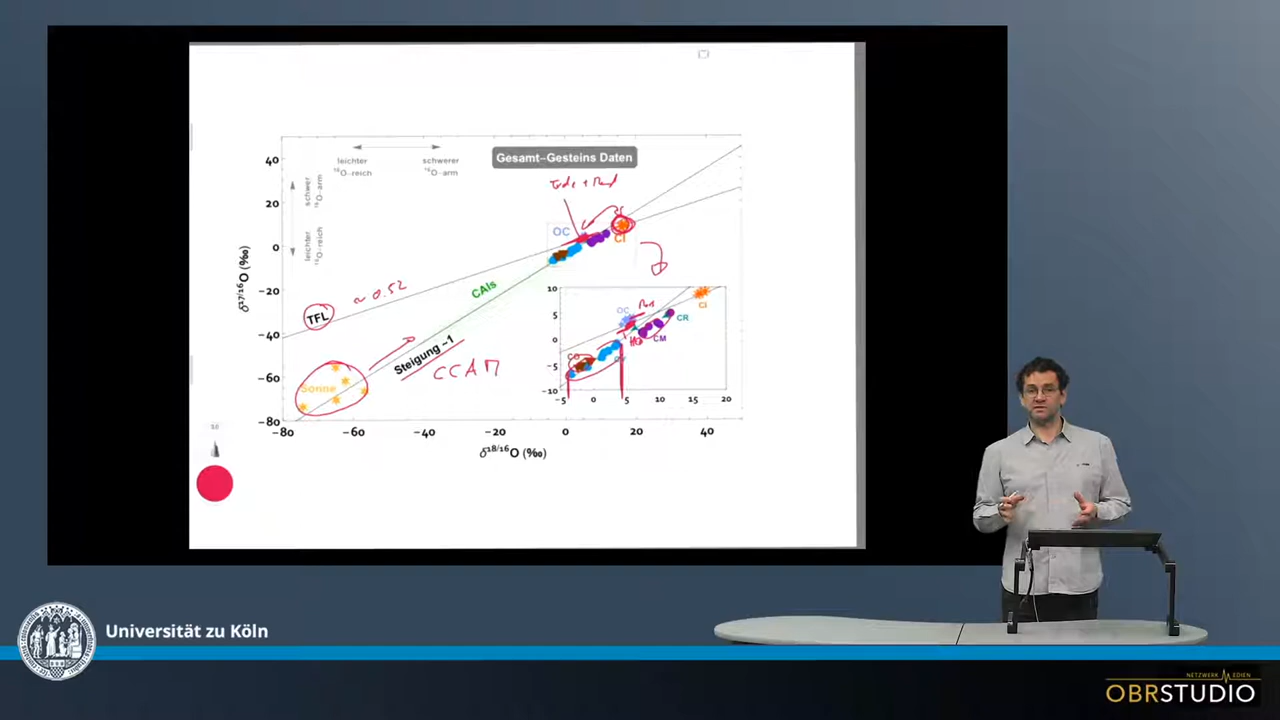 Gesamt–Gesteins Daten
leichter
¹⁶O–reich
schwerer
¹⁶O–arm
schwer
¹⁶O–arm
leichter
¹⁶O–reich
40
20
0
−20
−40
−60
−80
δ¹⁷/¹⁶O (‰)
Erde + Mond
OC
CI
TFL
~ 0.52
CAIs
Steigung ~1
CCAM
Sonne
10
5
0
−5
−10
OC
CI
CR
CM
CO
CV
−5
0
5
10
15
20
−80
−60
−40
−20
0
20
40
δ¹⁸/¹⁶O (‰)
Universität zu Köln
NETZWERK MEDIEN
OBRSTUDIO